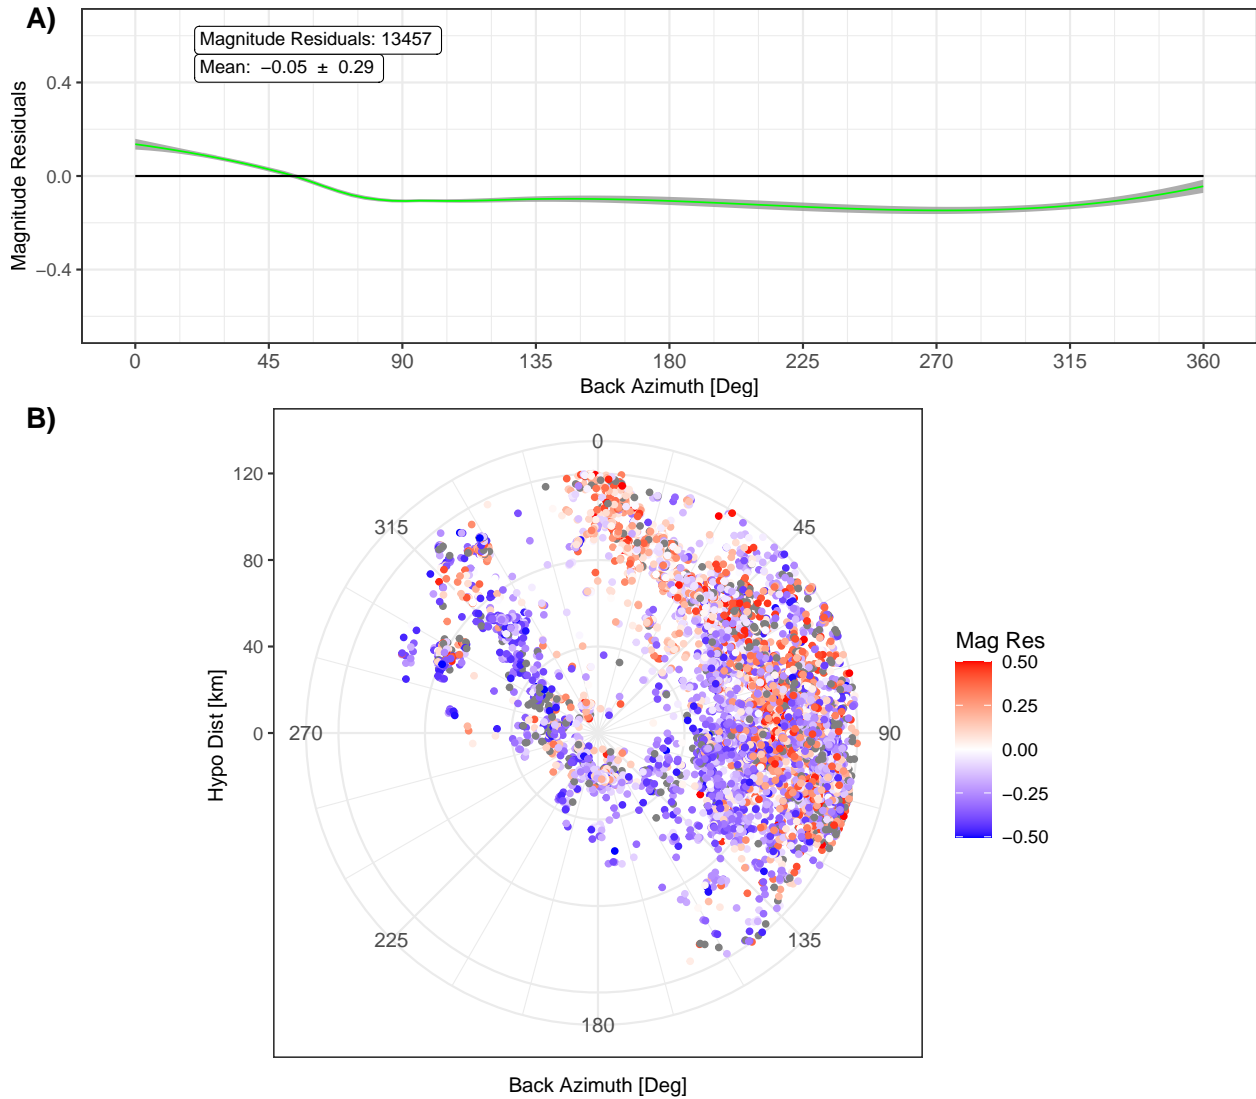 A)
Magnitude Residuals: 13457
Mean: −0.05 ± 0.29
Magnitude Residuals
0.4
0.0
−0.4
0 45 90 135 180 225 270 315 360
Back Azimuth [Deg]
B)
Hypo Dist [km]
120
80
40
0
0
45
90
135
180
225
270
315
Back Azimuth [Deg]
Mag Res
0.50
0.25
0.00
−0.25
−0.50